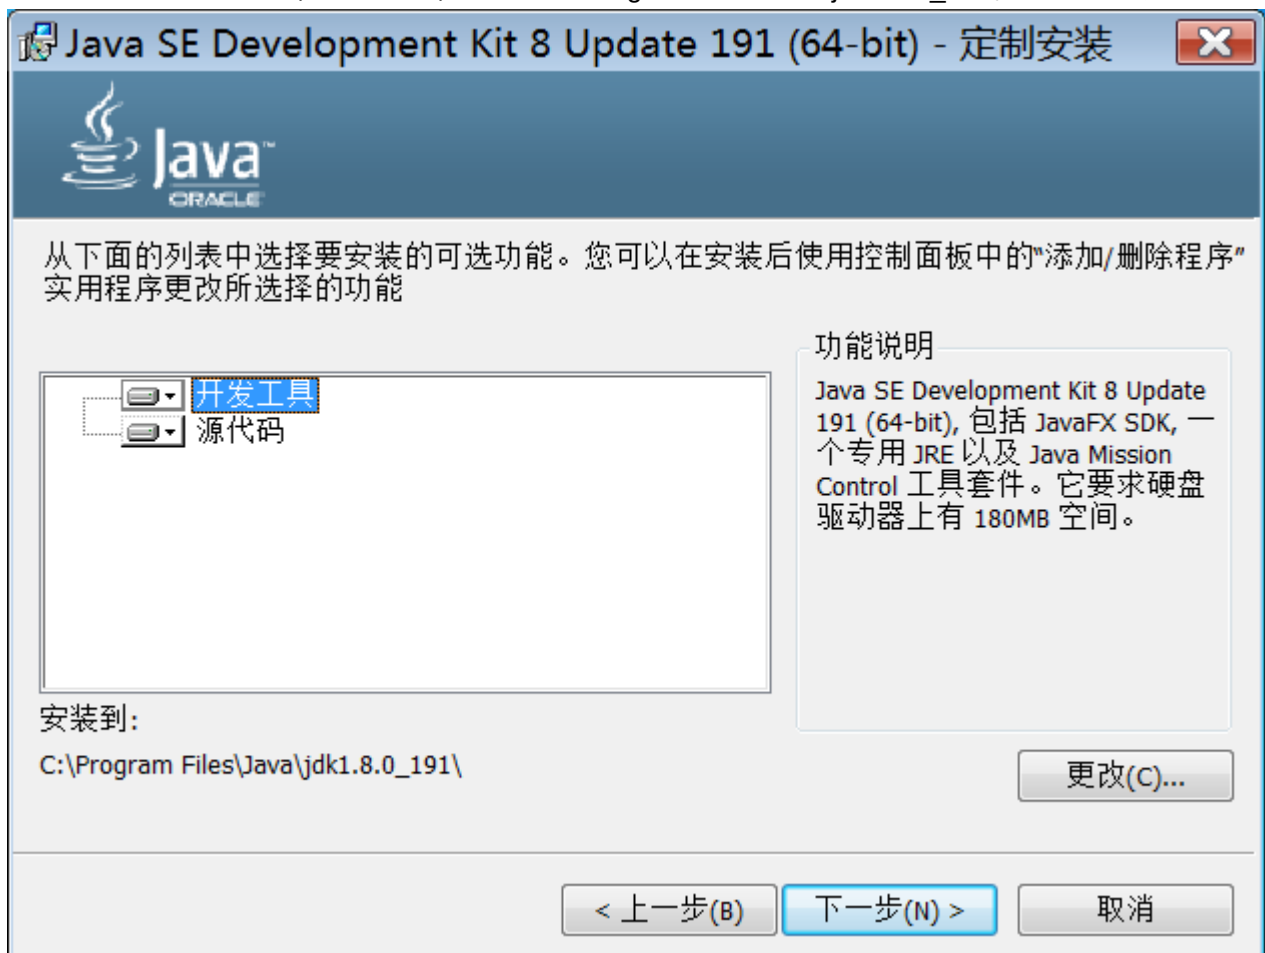 Java SE Development Kit 8 Update 191 (64-bit) - 定制安装
Java™
ORACLE
从下面的列表中选择要安装的可选功能。您可以在安装后使用控制面板中的“添加/删除程序”
实用程序更改所选择的功能
功能说明
开发工具
源代码
Java SE Development Kit 8 Update
191 (64-bit), 包括 JavaFX SDK, 一
个专用 JRE 以及 Java Mission
Control 工具套件。它要求硬盘
驱动器上有 180MB 空间。
安装到:
C:\Program Files\Java\jdk1.8.0_191\
更改(C)...
< 上一步(B)
下一步(N) >
取消